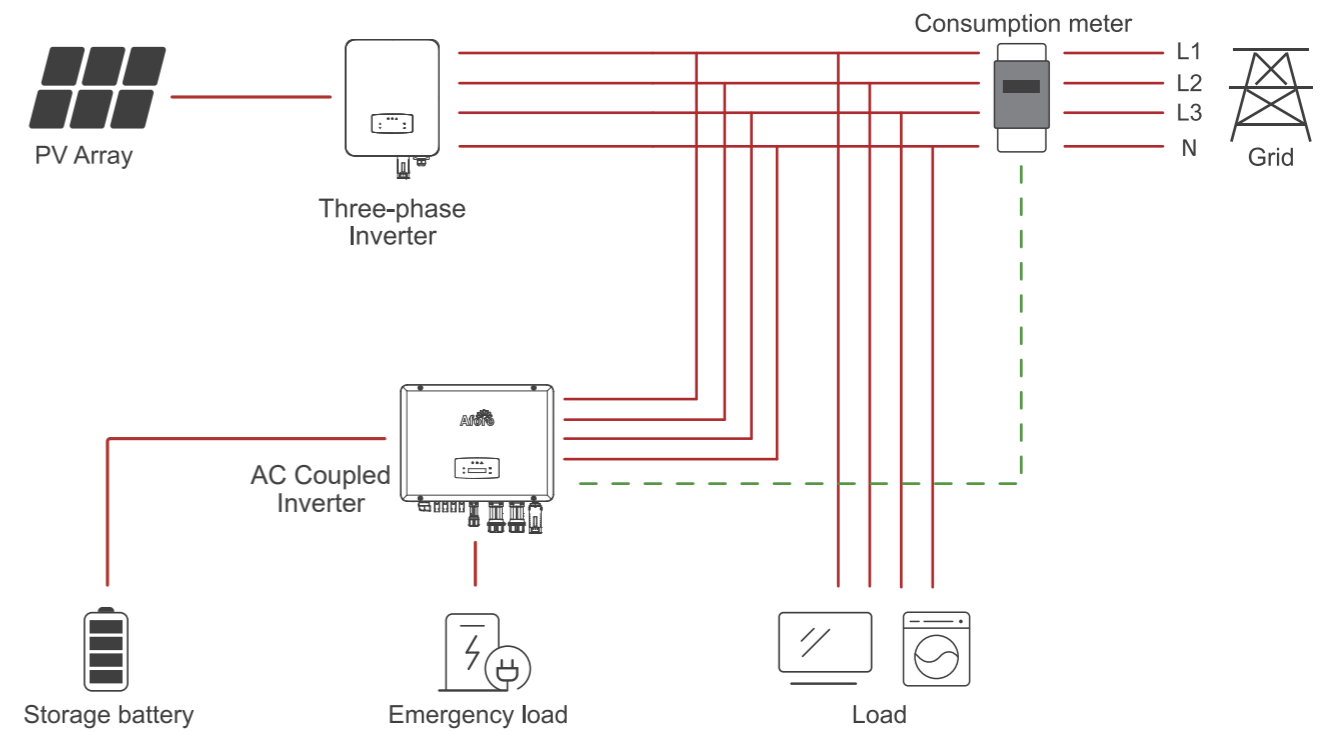 Consumption meter
L1
L2
L3
N
Grid
PV Array
Three-phase
Inverter
Afore
AC Coupled
Inverter
Storage battery
Emergency load
Load